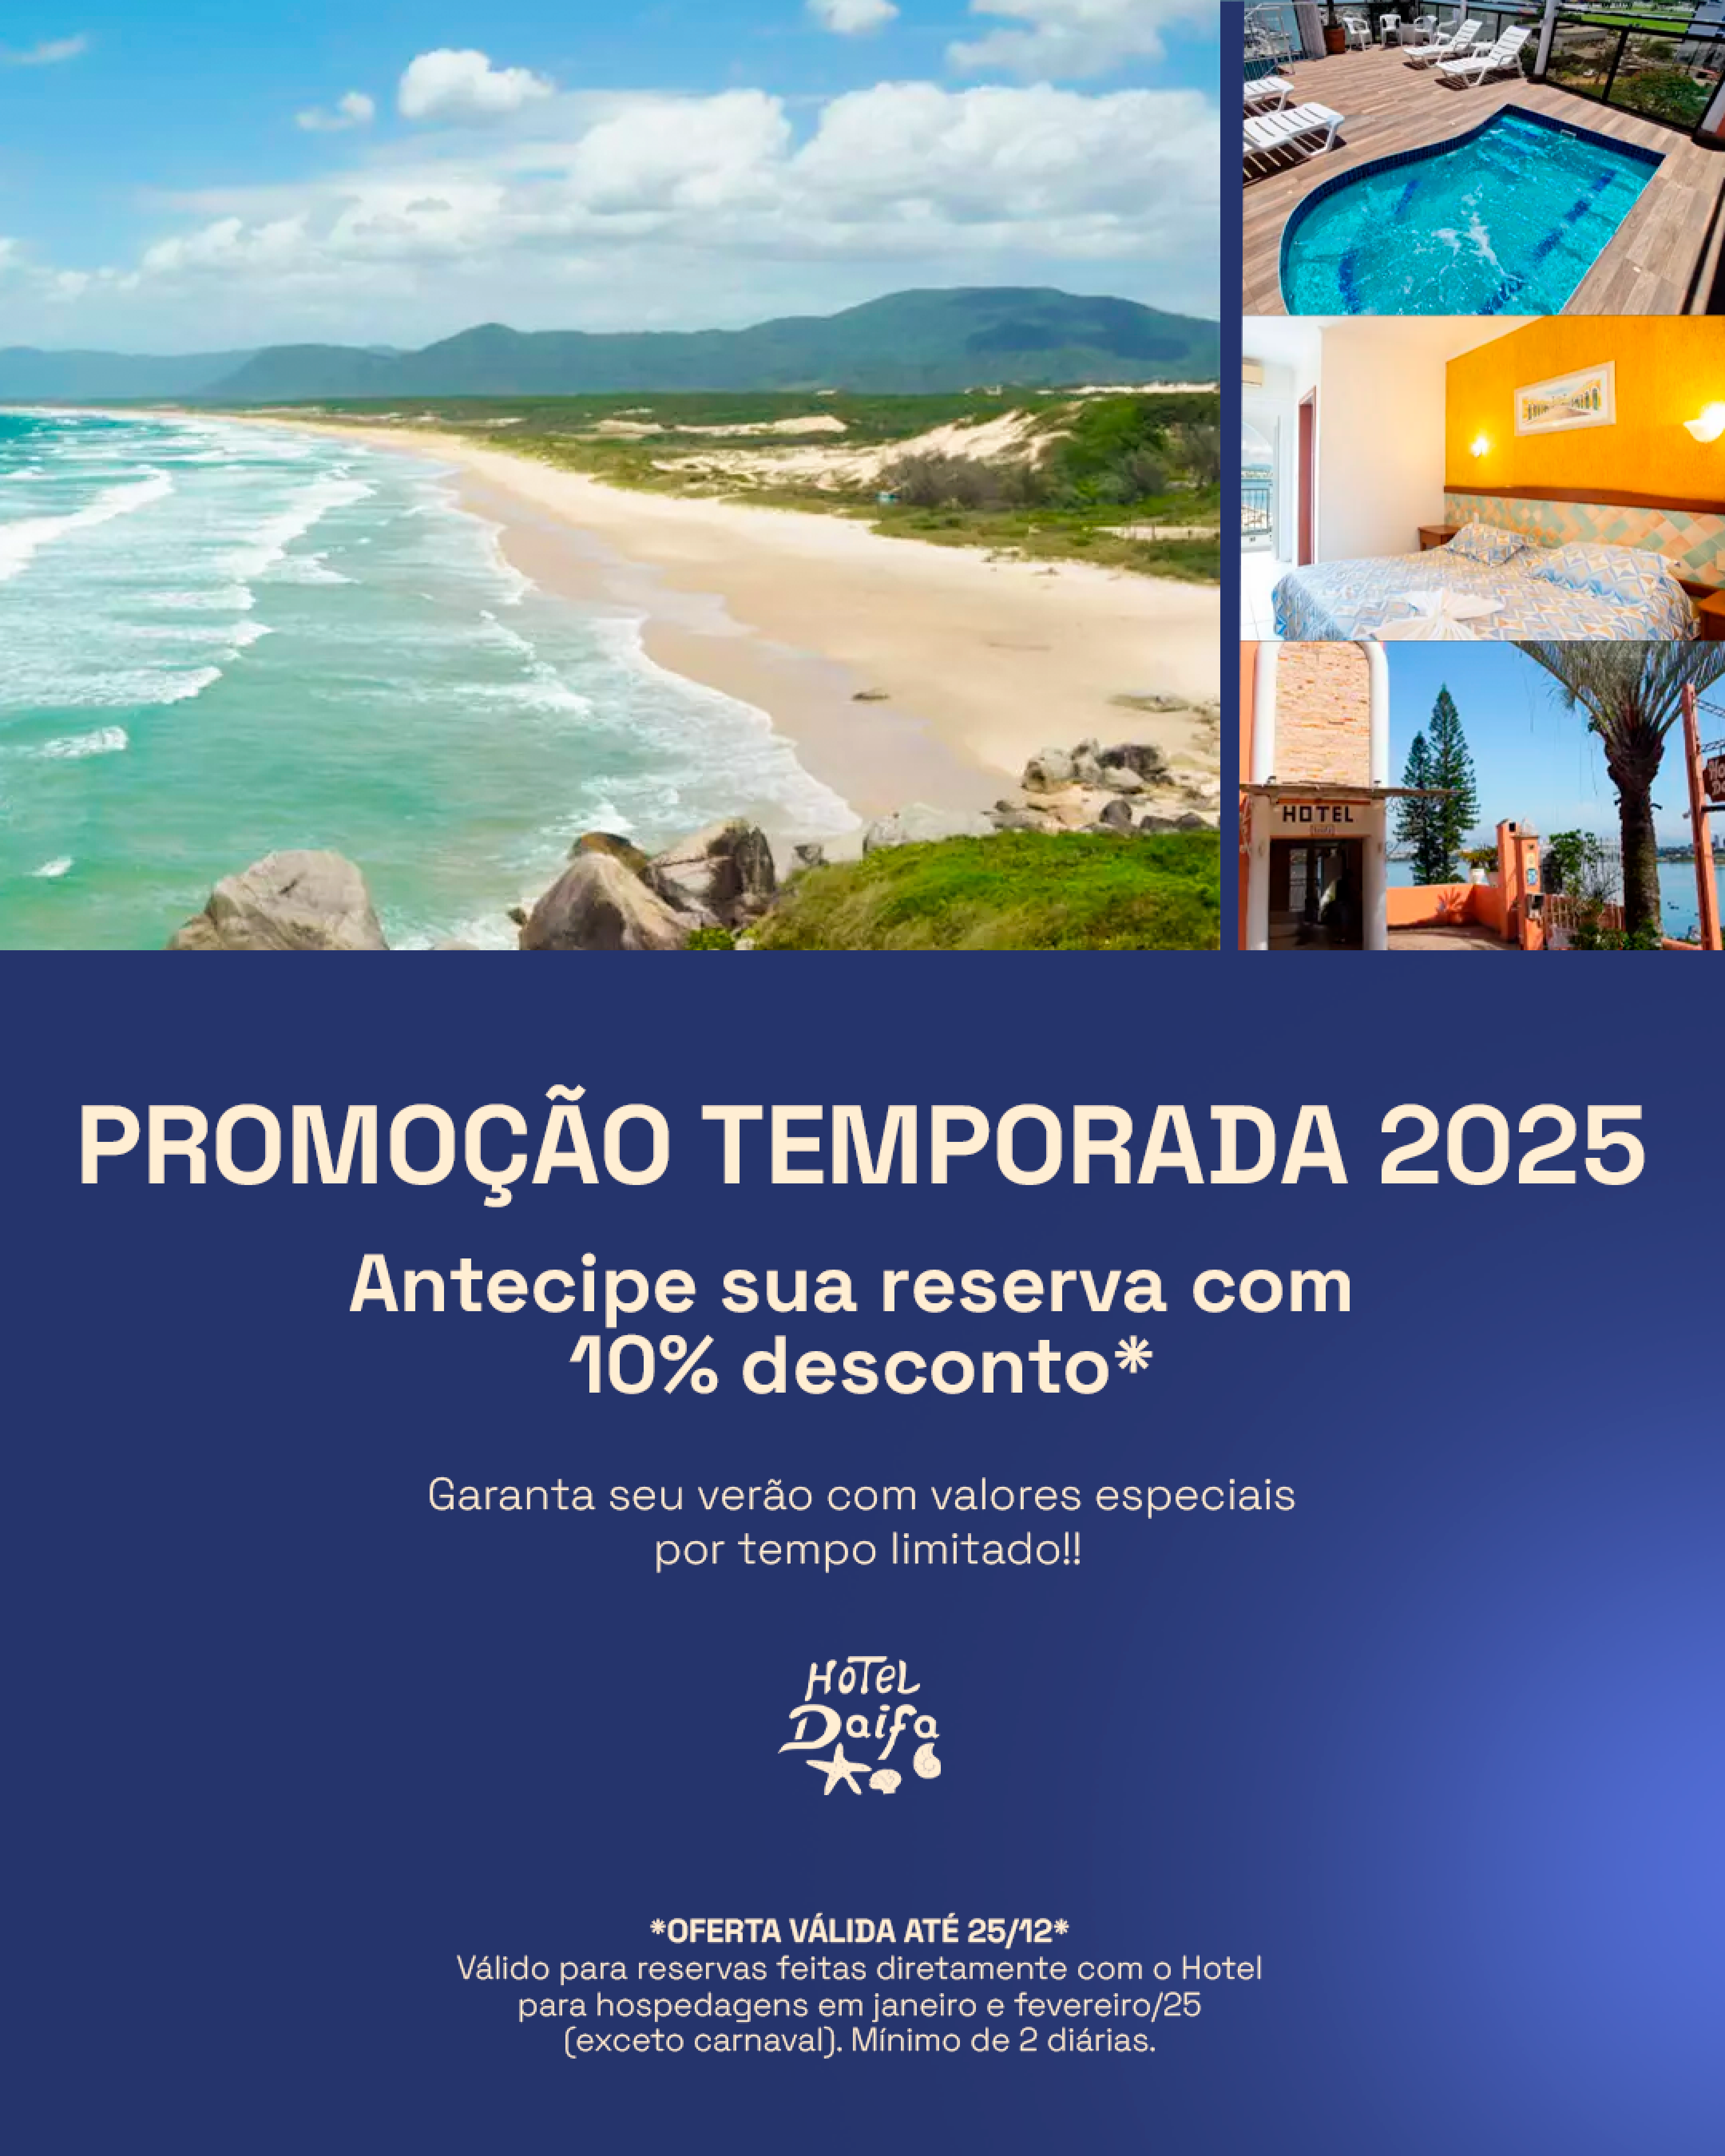 HOTEL
PROMOÇÃO TEMPORADA 2025
Antecipe sua reserva com
10% desconto*
Garanta seu verão com valores especiais
por tempo limitado!!
HOTEL
Daifa
*OFERTA VÁLIDA ATÉ 25/12*
Válido para reservas feitas diretamente com o Hotel
para hospedagens em janeiro e fevereiro/25
(exceto carnaval). Mínimo de 2 diárias.